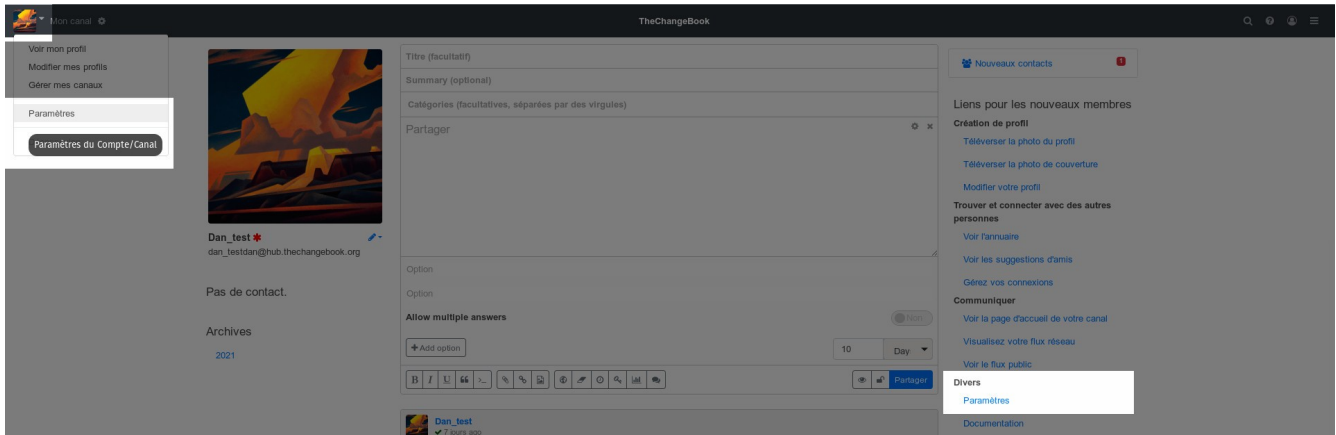 Mon canal
TheChangeBook
Voir mon profil
Modifier mes profils
Gérer mes canaux
Paramètres
Paramètres du Compte/Canal
Dan_test
dan_testdan@hub.thechangebook.org
Pas de contact.
Archives
2021
Titre (facultatif)
Summary (optional)
Catégories (facultatives, séparées par des virgules)
Partager
Option
Option
Allow multiple answers
Non
+Add option
10
Day
B I U
Partager
Dan_test
7 jours ago
Nouveaux contacts
1
Liens pour les nouveaux membres
Création de profil
Téléverser la photo du profil
Téléverser la photo de couverture
Modifier votre profil
Trouver et connecter avec des autres
personnes
Voir l'annuaire
Voir les suggestions d'amis
Gérez vos connexions
Communiquer
Voir la page d'accueil de votre canal
Visualisez votre flux réseau
Voir le flux public
Divers
Paramètres
Documentation